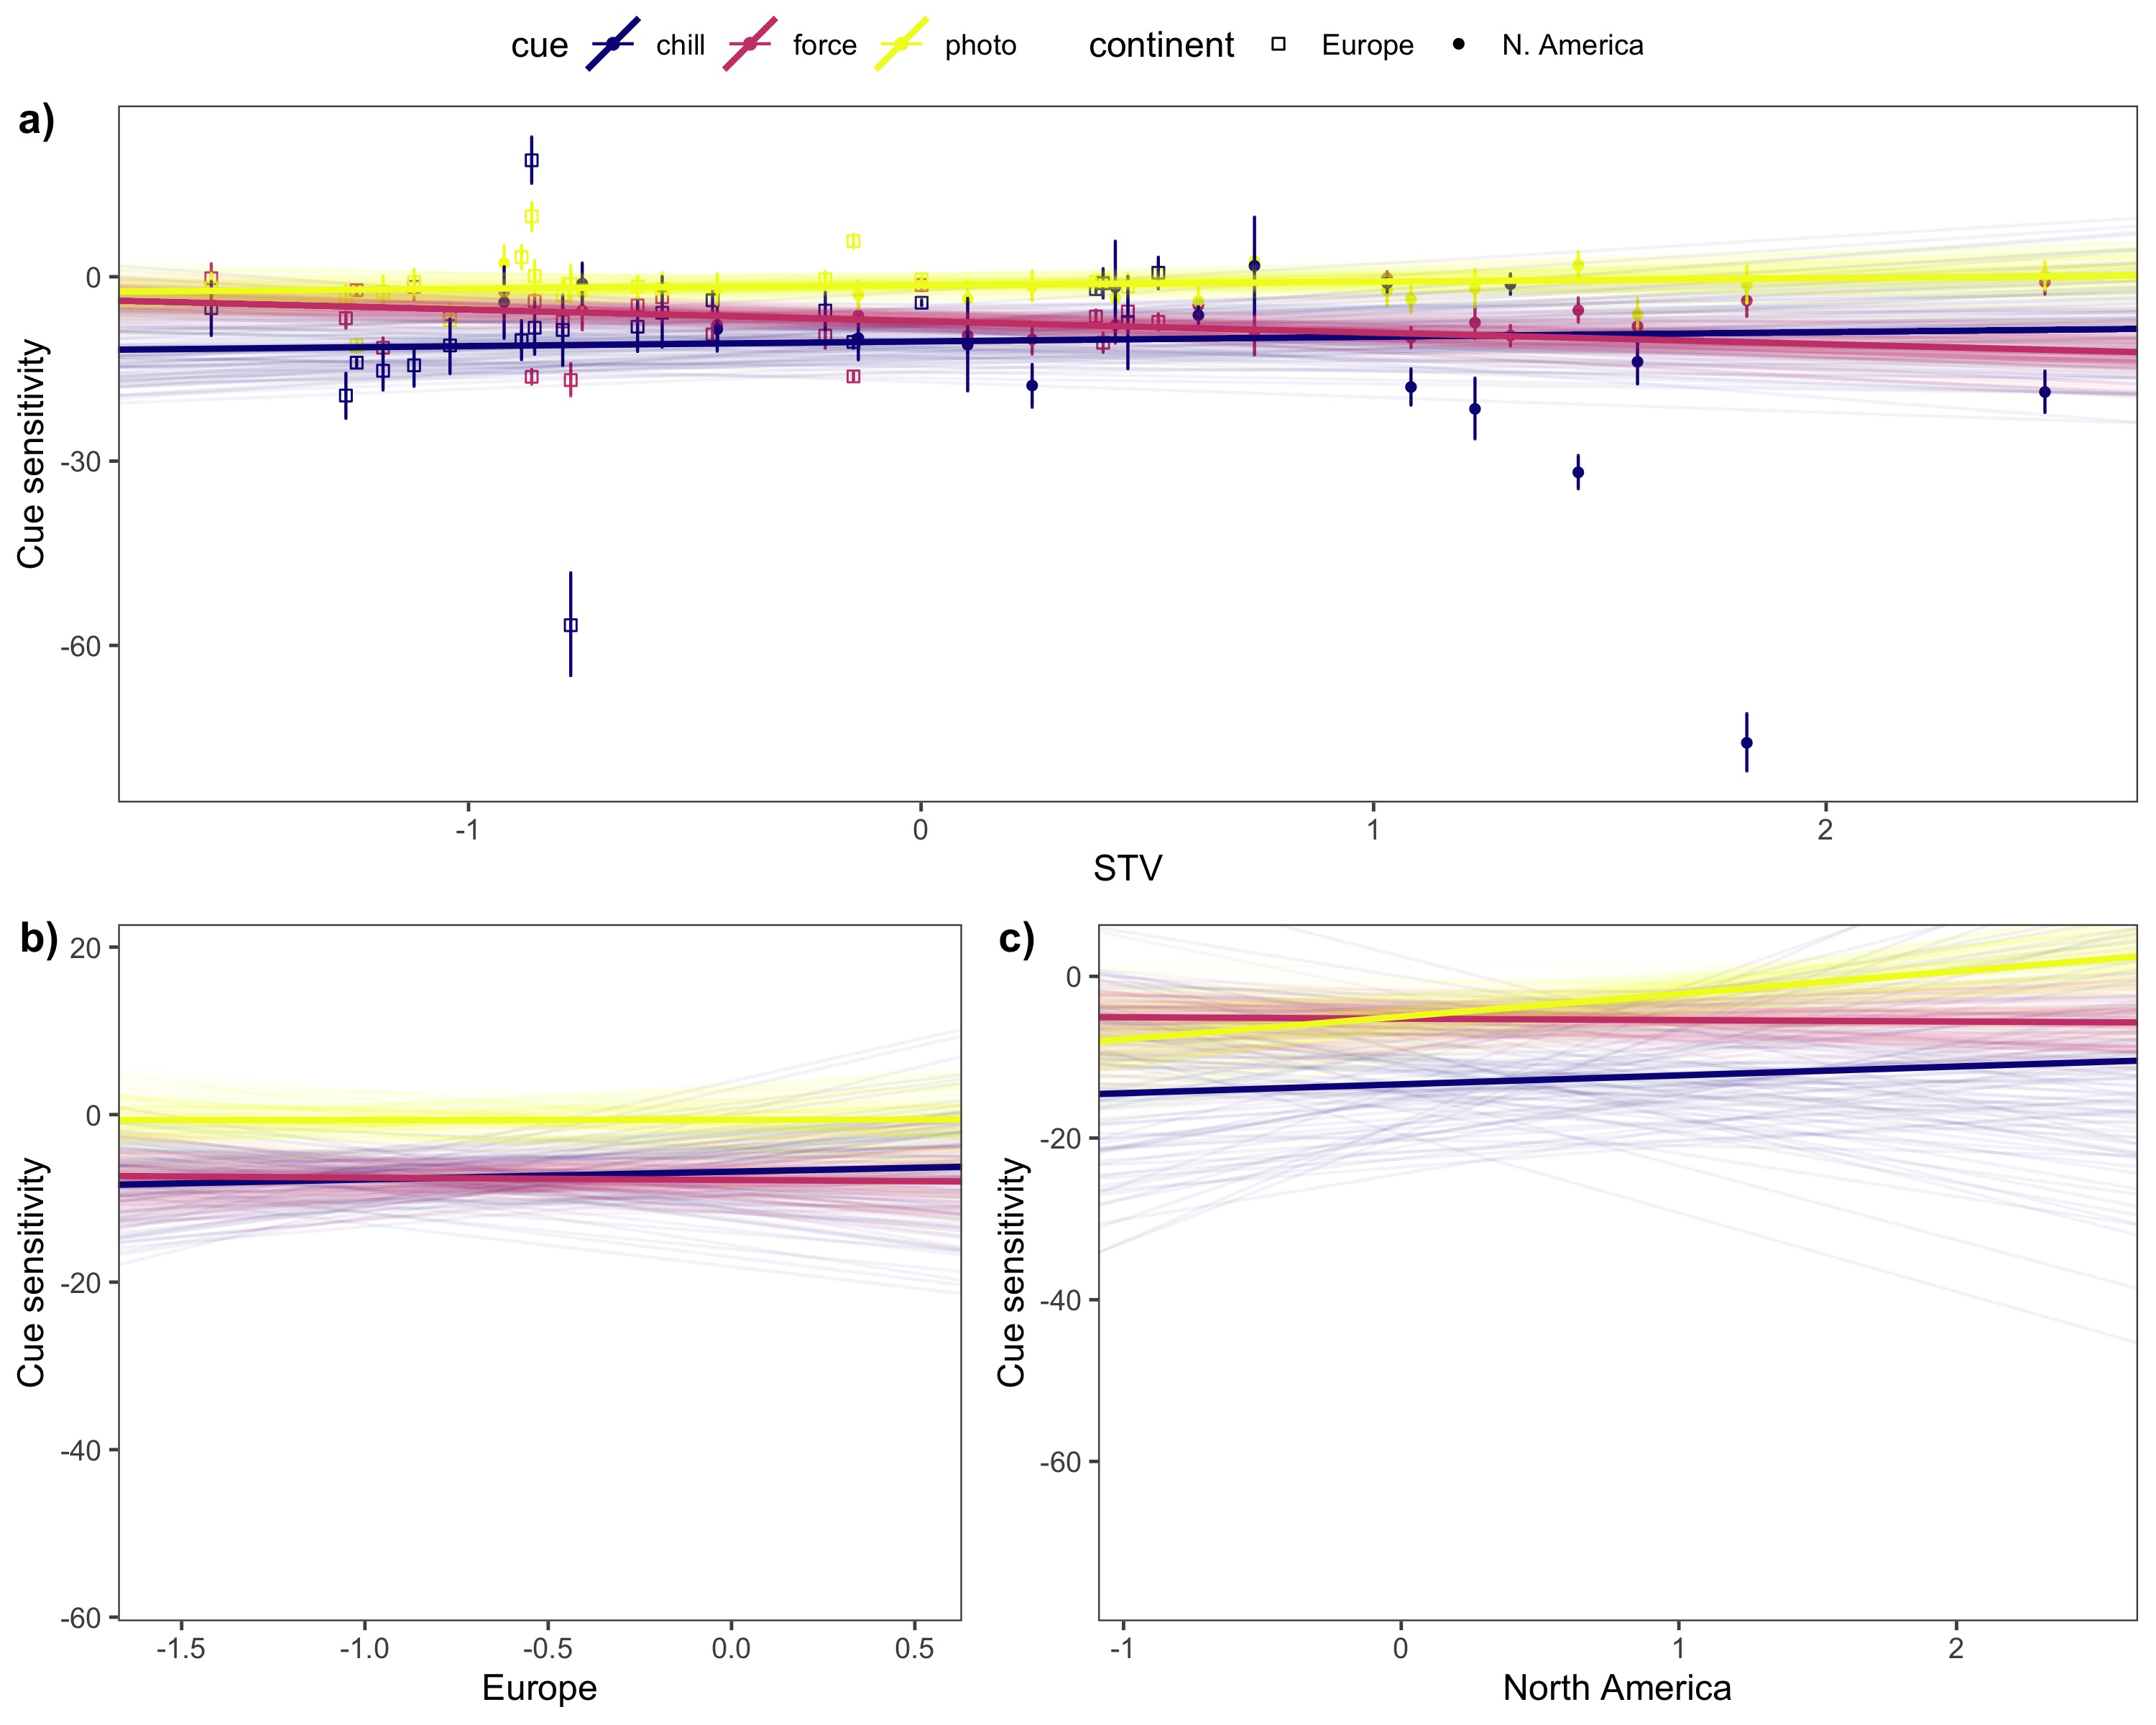 cue chill force photo continent Europe N. America
a)
0
-30
-60
Cue sensitivity
-1 0 1 2
STV
b)
20
0
-20
-40
-60
Cue sensitivity
-1.5 -1.0 -0.5 0.0 0.5
Europe
c)
0
-20
-40
-60
Cue sensitivity
-1 0 1 2
North America